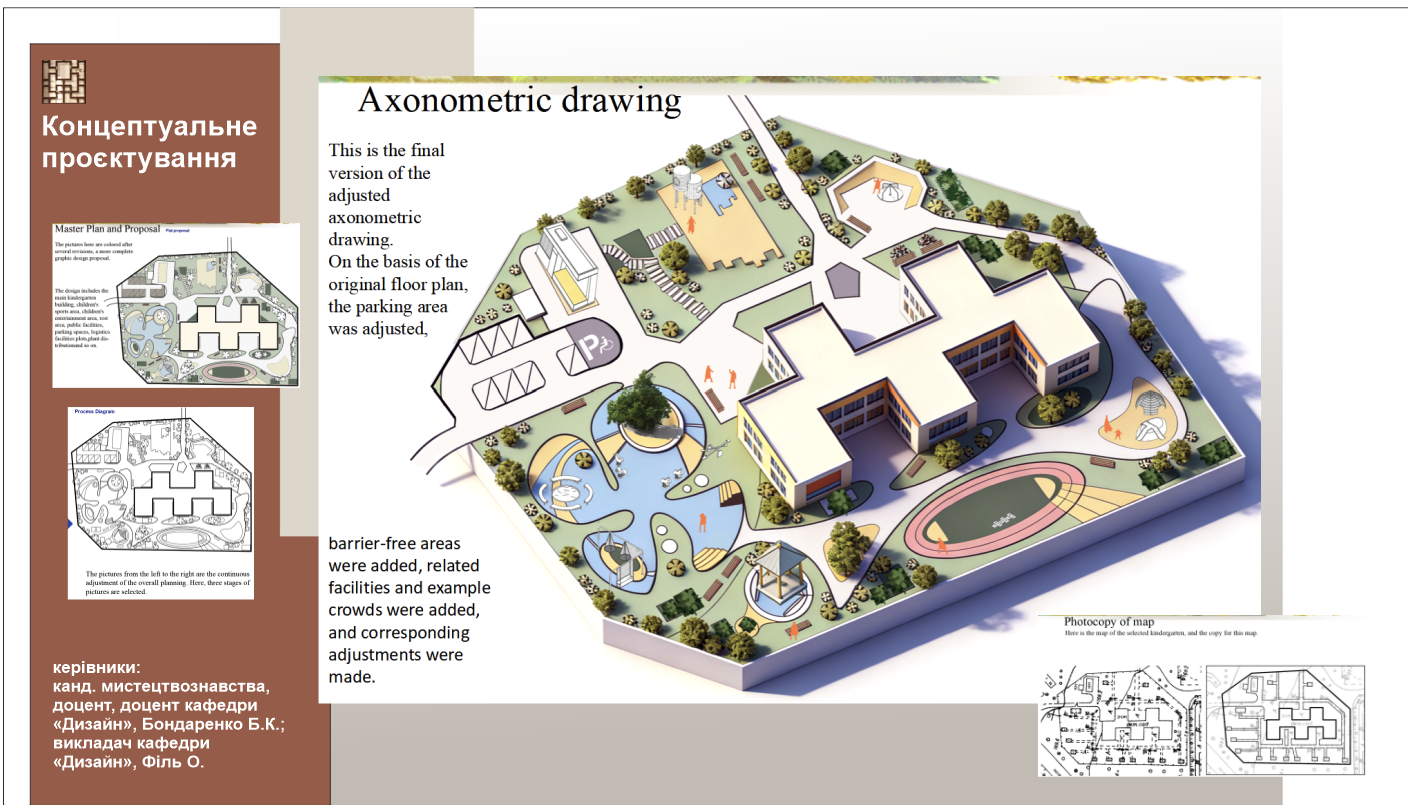 Концептуальне
проєктування
Master Plan and Proposal
Flat proposal
The pictures here are colored after
several revisions, a more complete
graphic design proposal.
The design includes the
main kindergarten
building, children's
sports area, children's
entertainment area, rest
area, public facilities,
parking spaces, logistics
facilities plots,plant dis-
tributionand so on
Process Diagram
The pictures from the left to the right are the continuous
adjustment of the overall planning. Here, three stages of
pictures are selected.
керівники:
канд. мистецтвознавства,
доцент, доцент кафедри
«Дизайн», Бондаренко Б.К.;
викладач кафедри
«Дизайн», Філь О.
Axonometric drawing
This is the final
version of the
adjusted
axonometric
drawing.
On the basis of the
original floor plan,
the parking area
was adjusted,
barrier-free areas
were added, related
facilities and example
crowds were added,
and corresponding
adjustments were
made.
P
Photocopy of map
Here is the map of the selected kindergarten, and the copy for this map.